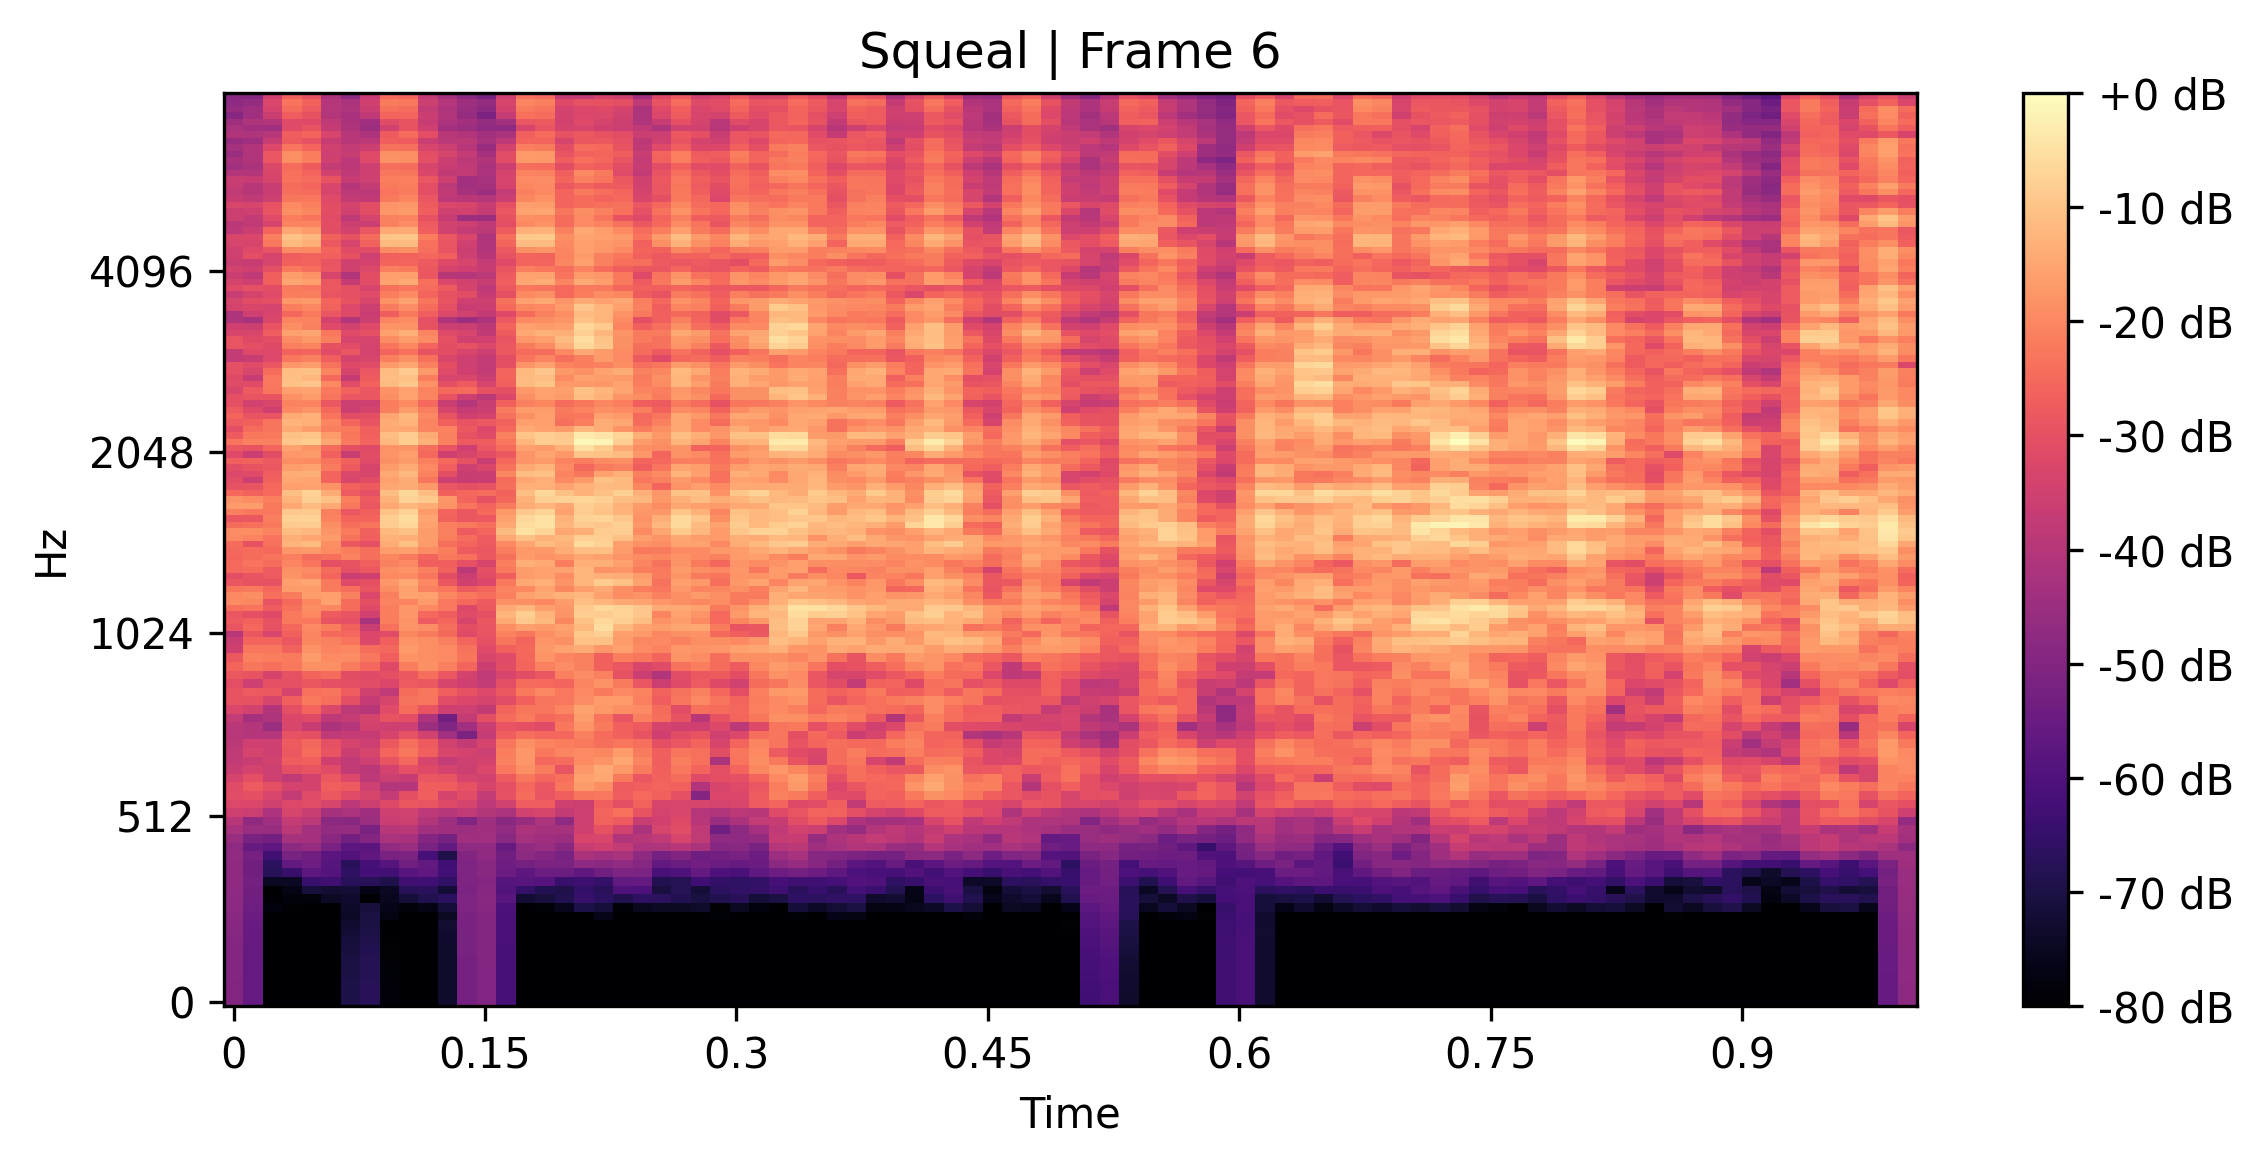 Squeal | Frame 6
+0 dB
-10 dB
-20 dB
-30 dB
-40 dB
-50 dB
-60 dB
-70 dB
-80 dB
4096
2048
1024
512
0
Hz
0 0.15 0.3 0.45 0.6 0.75 0.9
Time